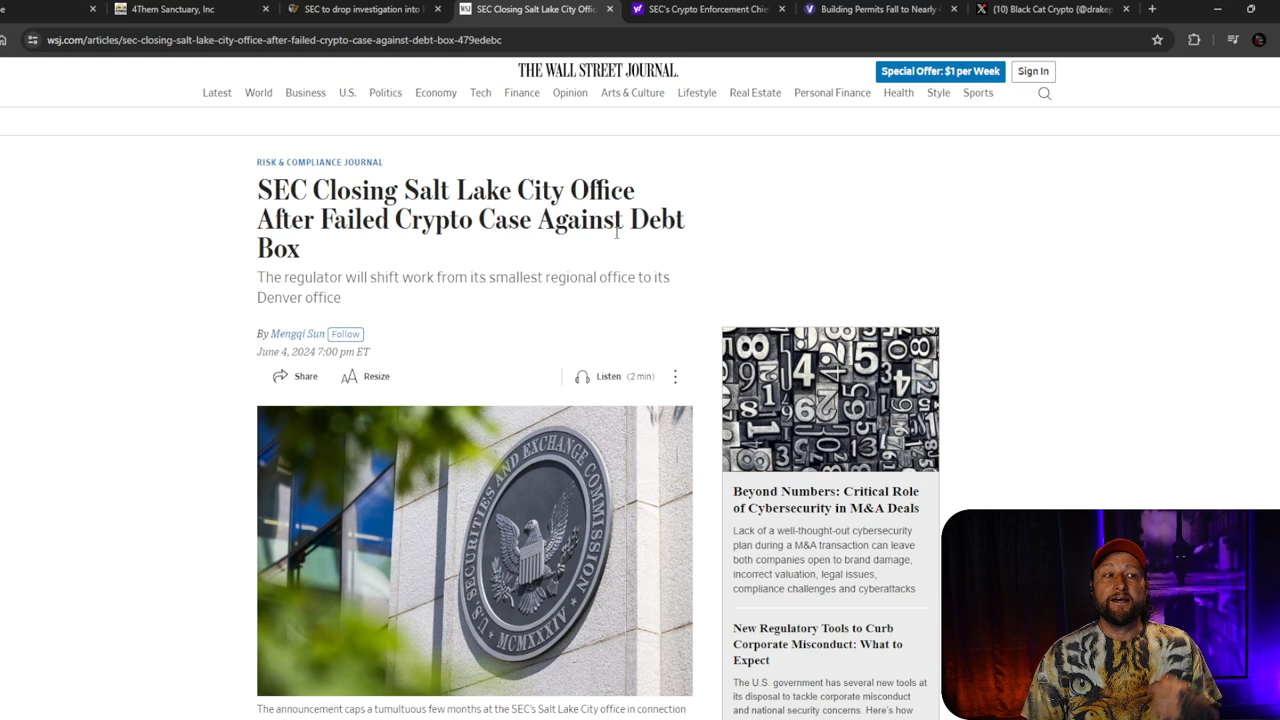 4Them Sanctuary, Inc
SEC to drop investigation into E
SEC Closing Salt Lake City Offic
SEC's Crypto Enforcement Chie
Building Permits Fall to Nearly 4
(10) Black Cat Crypto (@drakep
wsj.com/articles/sec-closing-salt-lake-city-office-after-failed-crypto-case-against-debt-box-479edebc
THE WALL STREET JOURNAL.
Special Offer: $1 per Week
Sign In
Latest World Business U.S. Politics Economy Tech Finance Opinion Arts & Culture Lifestyle Real Estate Personal Finance Health Style Sports
RISK & COMPLIANCE JOURNAL
SEC Closing Salt Lake City Office
After Failed Crypto Case Against Debt
Box
The regulator will shift work from its smallest regional office to its
Denver office
By Mengqi Sun Follow
June 4, 2024 7:00 pm ET
Share AA Resize Listen (2 min)
U.S. SECURITIES AND EXCHANGE COMMISSION
MCMXXXIV
The announcement caps a tumultuous few months at the SEC's Salt Lake City office in connection
Beyond Numbers: Critical Role
of Cybersecurity in M&A Deals
Lack of a well-thought-out cybersecurity
plan during a M&A transaction can leave
both companies open to brand damage,
incorrect valuation, legal issues,
compliance challenges and cyberattacks
New Regulatory Tools to Curb
Corporate Misconduct: What to
Expect
The U.S. government has several new tools at
its disposal to tackle corporate misconduct
and national security concerns. Here's how